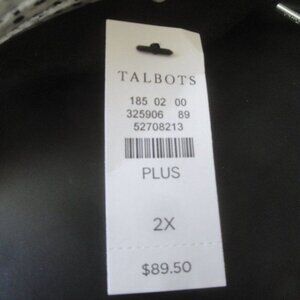 TALBOTS
185 02 00
325906 89
52708213
PLUS
2X
$89.50